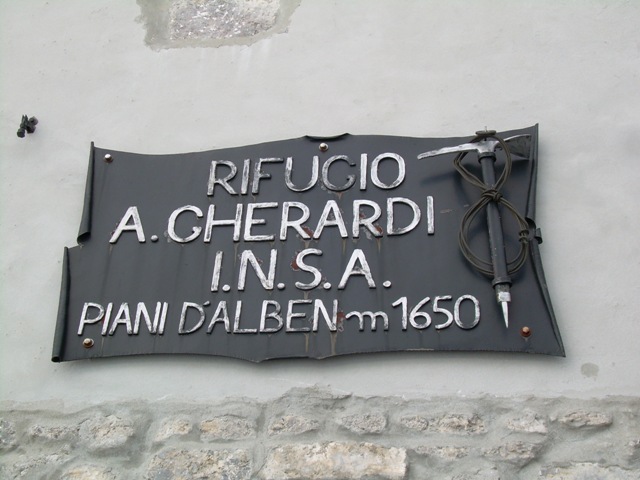 RIFUGIO
A. GHERARDI
I.N.S.A.
PIANI D'ALBEN m 1650